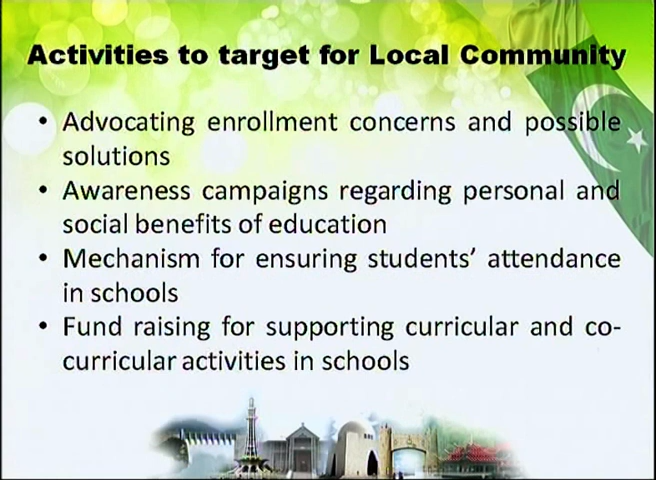 Activities to target for Local Community
• Advocating enrollment concerns and possible
solutions
• Awareness campaigns regarding personal and
social benefits of education
• Mechanism for ensuring students' attendance
in schools
• Fund raising for supporting curricular and co-
curricular activities in schools